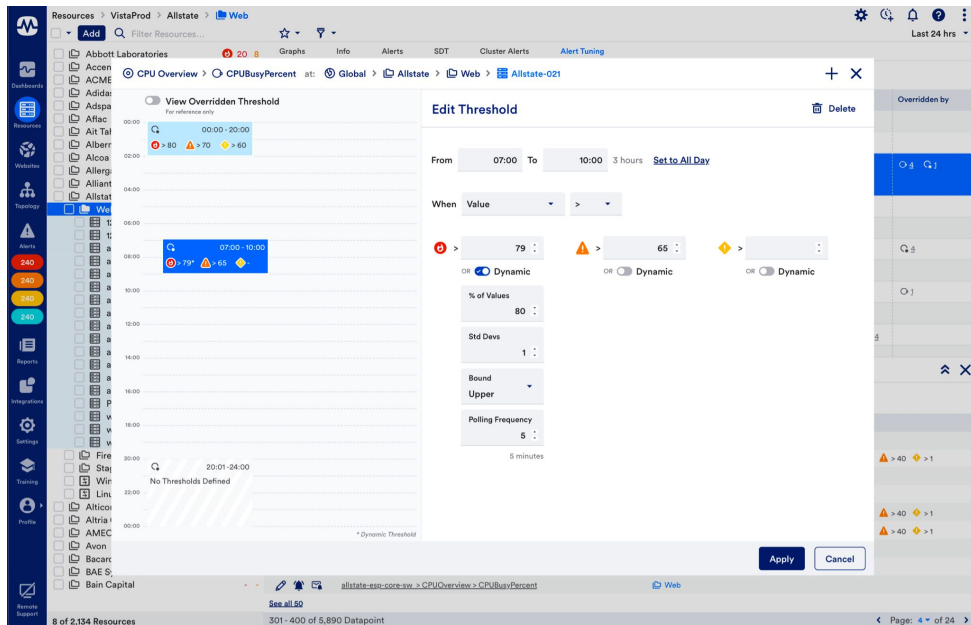 Resources > VistaProd > Allstate > Web
Last 24 hrs
Add
Filter Resources...
Graphs Info Alerts SDT Cluster Alerts Alert Tuning
Abbott Laboratories 20 8
Accen
ACME
Adidas
Adspa
Aflac
Ait Tah
Albern
Alcoa
Allerg
Alliant
Allstat
We
Dashboards
Resources
Websites
Topology
Alerts
240
240
240
240
Reports
Integrations
Settings
Training
Profile
Remote Support
CPU Overview > CPUBusyPercent at: Global > Allstate > Web > Allstate-021
View Overridden Threshold
For reference only
00:00
00:00 - 20:00
> 80 > 70 > 60
02:00
04:00
06:00
07:00 - 10:00
> 79* > 65 -
08:00
10:00
12:00
14:00
16:00
18:00
20:00
20:01 -24:00
No Thresholds Defined
22:00
00:00
* Dynamic Threshold
Edit Threshold
Delete
From 07:00 To 10:00 3 hours Set to All Day
When Value >
> 79 > 65 >
OR Dynamic OR Dynamic OR Dynamic
% of Values
80
Std Devs
1
Bound
Upper
Polling Frequency
5
5 minutes
Apply Cancel
Overridden by
4 1
4
1
4
> 40 > 1
> 40 > 1
> 40 > 1
Fire
Stag
Win
Linu
Alticor
Altria
AMEC
Avon
Bacard
BAE Sy
Bain Capital - -
allstate-esp-core-sw > CPUOverview > CPUBusyPercent Web
See all 50
8 of 2,134 Resources
301 - 400 of 5,890 Datapoint
Page: 4 of 24